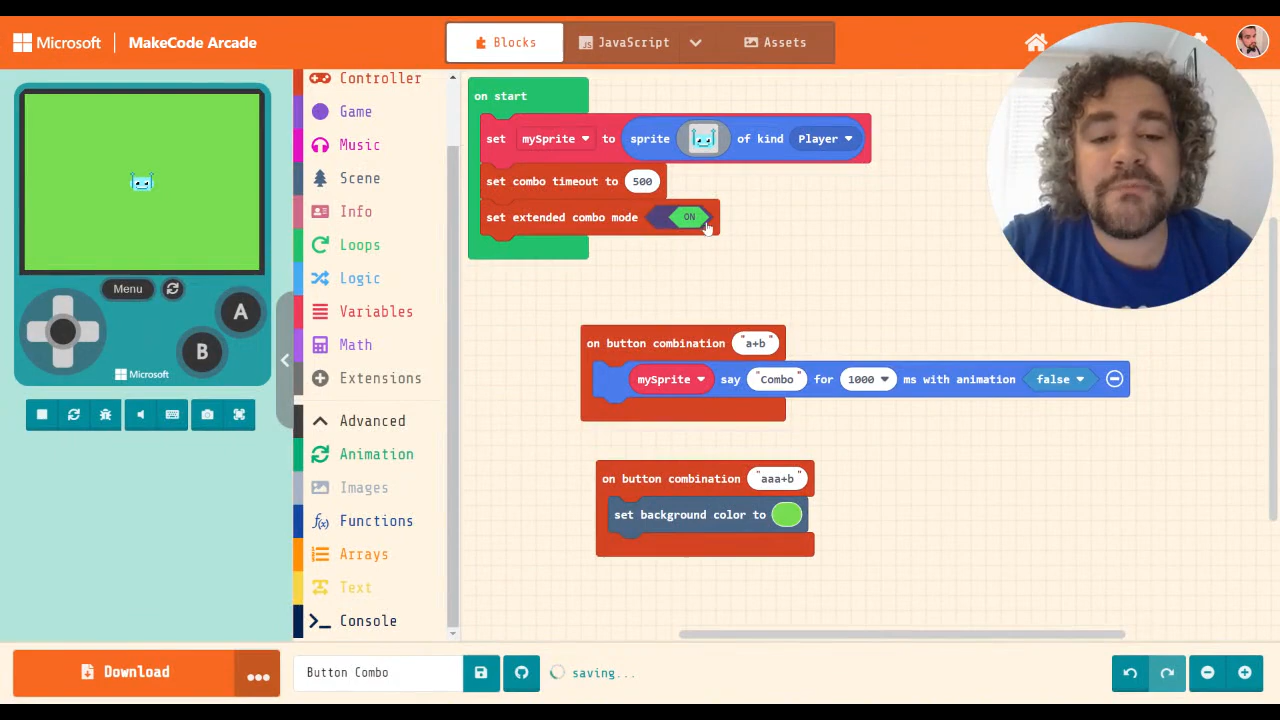 Microsoft | MakeCode Arcade
Blocks
JavaScript
Assets
Controller
Game
Music
Scene
Info
Loops
Logic
Variables
Math
Extensions
Advanced
Animation
Images
Functions
Arrays
Text
Console
Menu
A
B
Microsoft
on start
set mySprite to sprite of kind Player
set combo timeout to 500
set extended combo mode ON
on button combination "a+b"
mySprite say "Combo" for 1000 ms with animation false
on button combination "aaa+b"
set background color to
Download
...
Button Combo
saving...